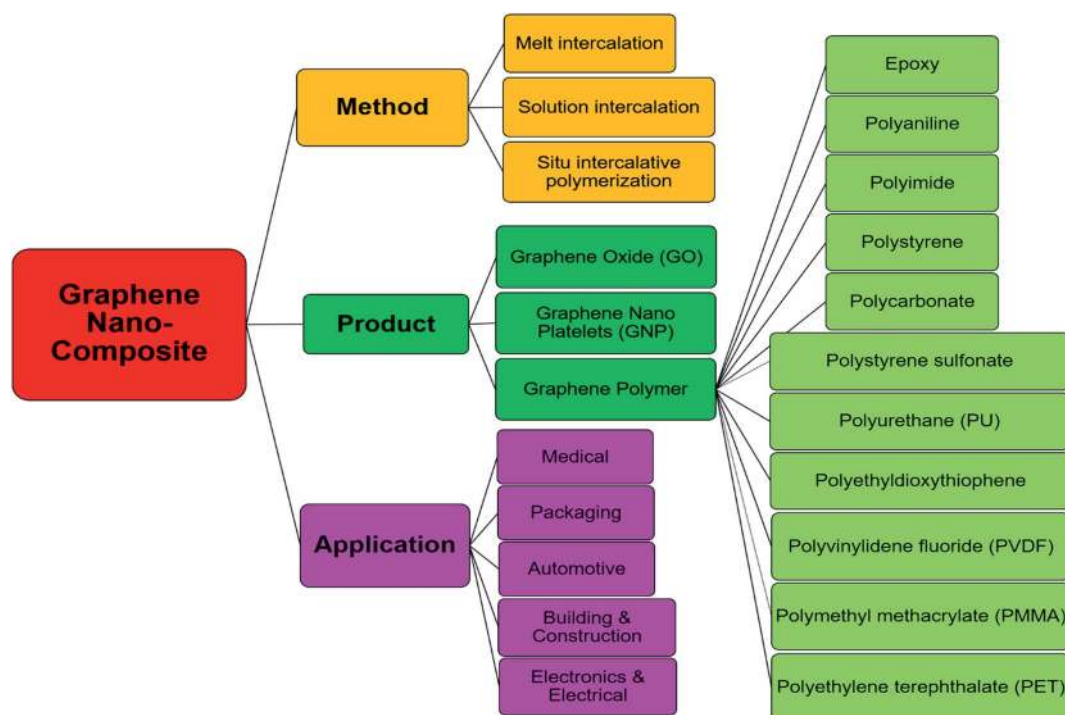 Graphene
Nano-
Composite
Method
Melt intercalation
Solution intercalation
Situ intercalative
polymerization
Product
Graphene Oxide (GO)
Graphene Nano
Platelets (GNP)
Graphene Polymer
Epoxy
Polyaniline
Polyimide
Polystyrene
Polycarbonate
Polystyrene sulfonate
Polyurethane (PU)
Polyethyldioxythiophene
Polyvinylidene fluoride (PVDF)
Polymethyl methacrylate (PMMA)
Polyethylene terephthalate (PET)
Application
Medical
Packaging
Automotive
Building &
Construction
Electronics &
Electrical